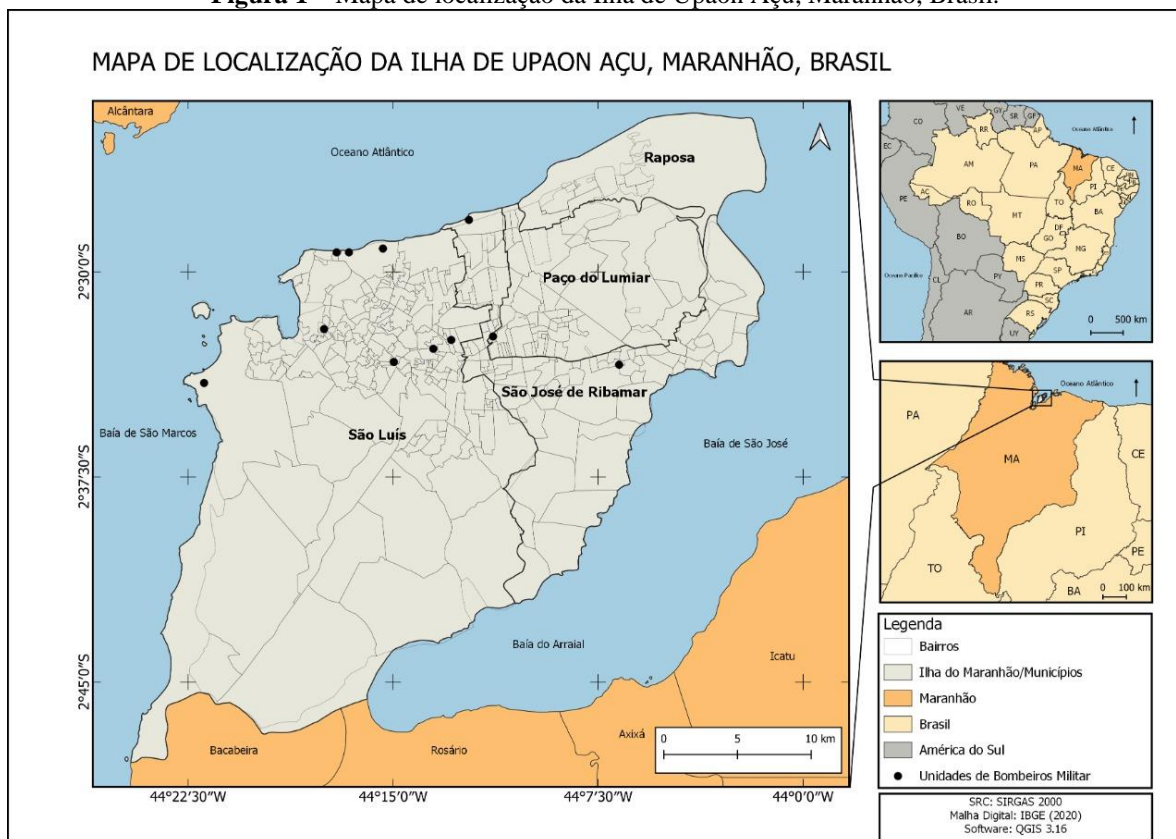 Figura 1 – Mapa de localização da Ilha de Upaon Açu, Maranhão, Brasil.
MAPA DE LOCALIZAÇÃO DA ILHA DE UPAON AÇU, MARANHÃO, BRASIL
Alcântara
Oceano Atlântico
Raposa
Paço do Lumiar
São José de Ribamar
São Luís
Baía de São Marcos
Baía de São José
Baía do Arraial
Icatu
Axixá
Rosário
Bacabeira
0 5 10 km
2°30'0"S
2°37'30"S
2°45'0"S
44°22'30"W 44°15'0"W 44°7'30"W 44°0'0"W
VE
GY
SR
GF
CO
Oceano Atlântico
RR
AP
EC
AM
PA
MA
CE
PI
AC
PE
RO
TO
BA
MT
DF
GO
BO
MG
MS
SP
Oceano Pacífico
CL
PY
PR
SC
AR
RS
UY
0 500 km
Oceano Atlântico
PA
MA
CE
PI
PE
TO
BA
0 100 km
Legenda
Bairros
Ilha do Maranhão/Municípios
Maranhão
Brasil
América do Sul
Unidades de Bombeiros Militar
SRC: SIRGAS 2000
Malha Digital: IBGE (2020)
Software: QGIS 3.16